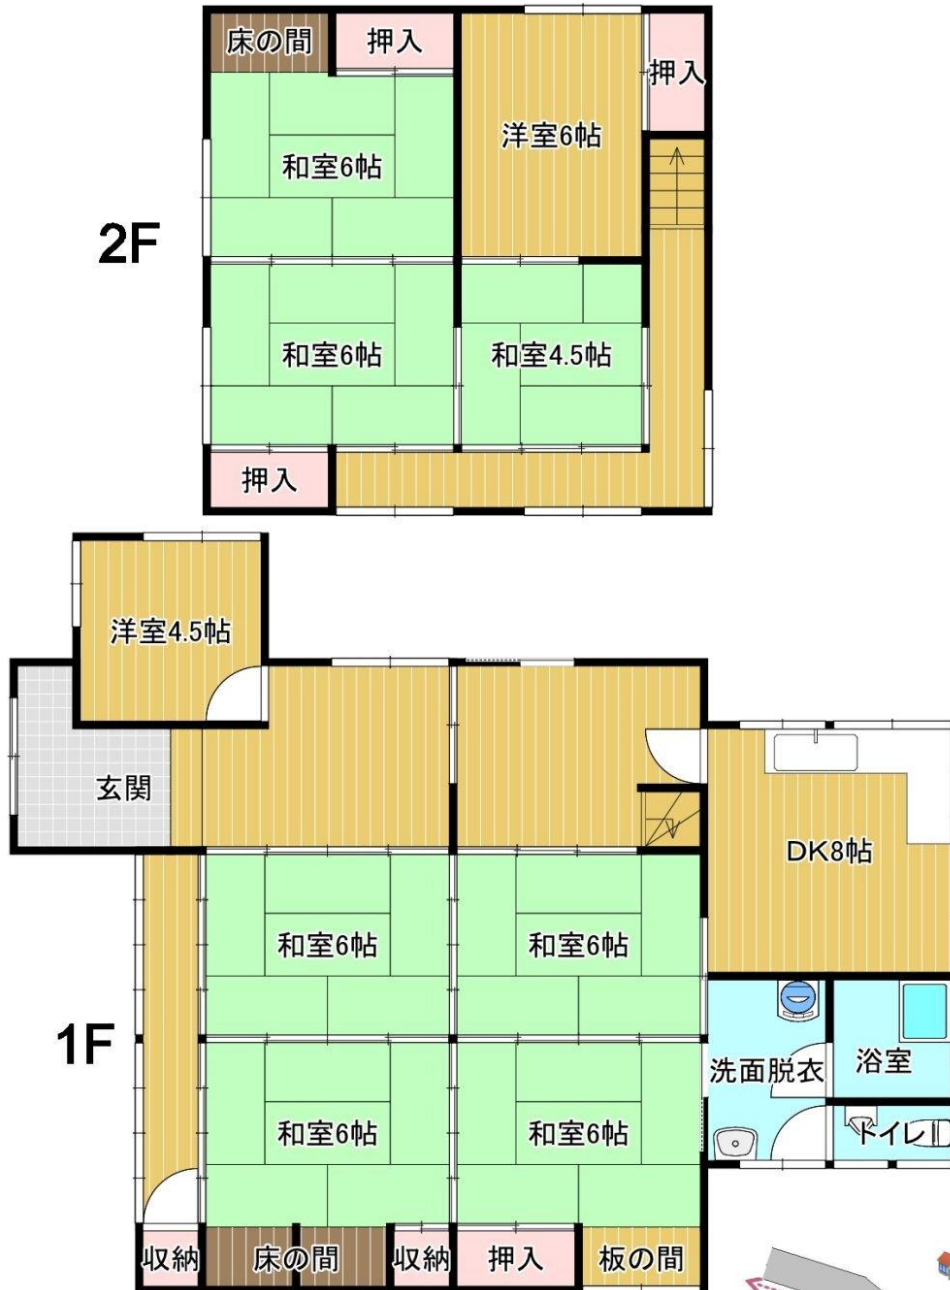 床の間
押入
押入
洋室6帖
和室6帖
2F
和室6帖
和室4.5帖
押入
洋室4.5帖
玄関
DK8帖
和室6帖
和室6帖
1F
洗面脱衣
浴室
和室6帖
和室6帖
トイレ
収納
床の間
収納
押入
板の間